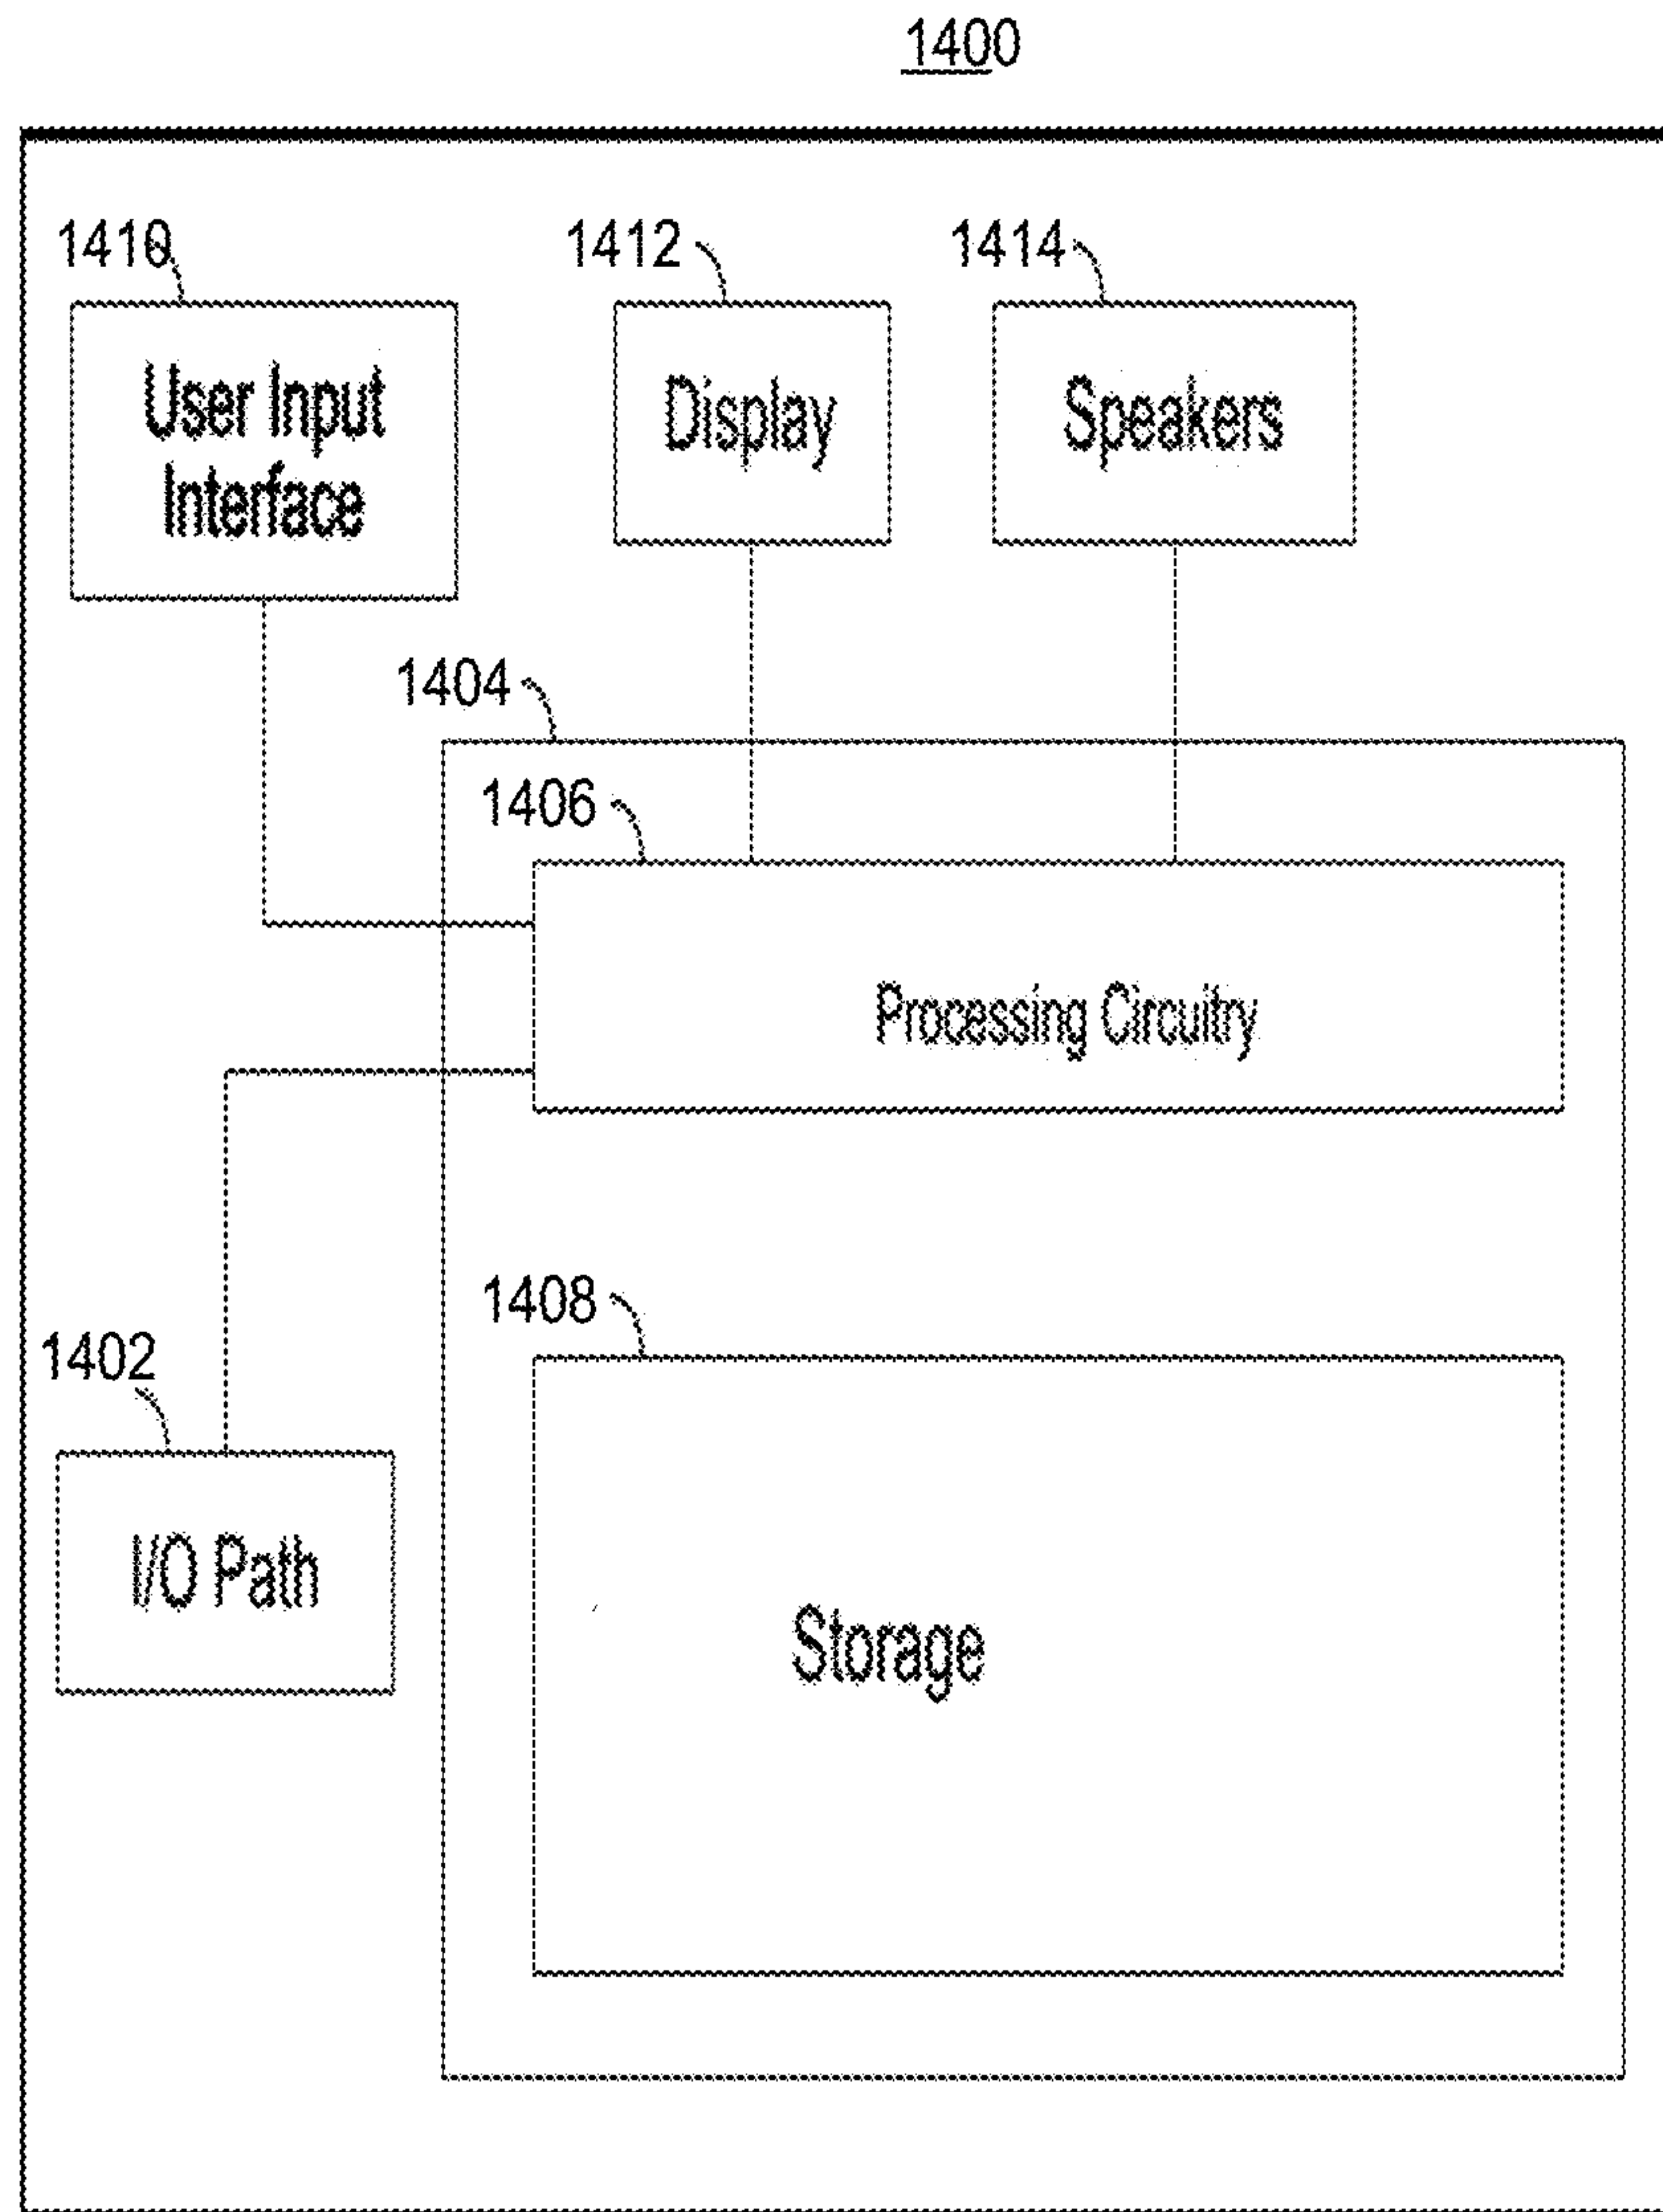 1400
1410
1412
1414
User Input
Interface
Display
Speakers
1404
1406
Processing Circuitry
1408
1402
I/O Path
Storage